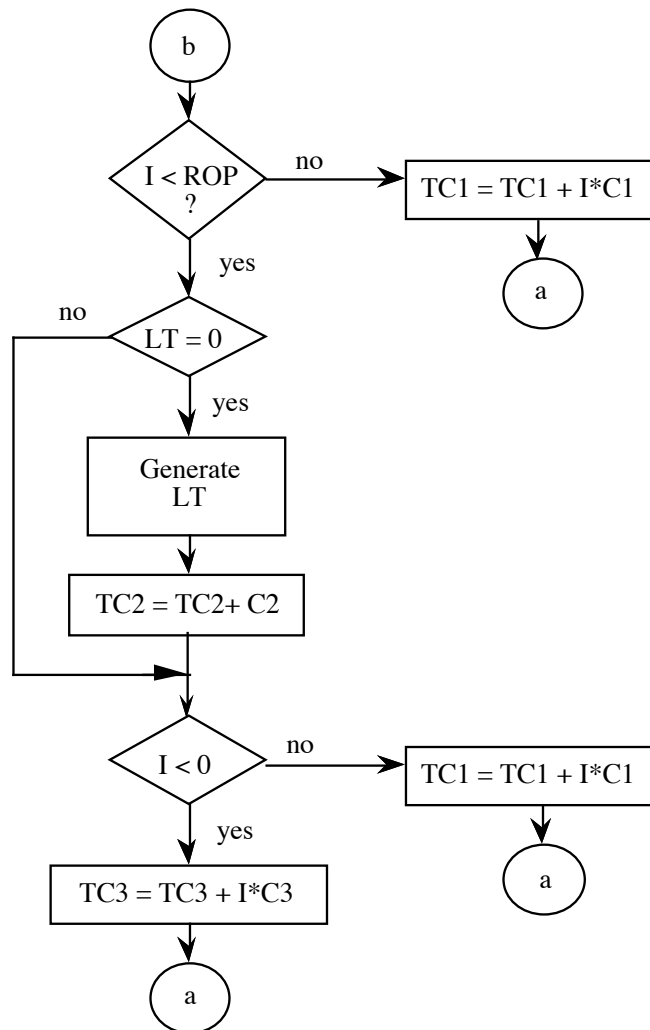 b
I < ROP
?
no
TC1 = TC1 + I*C1
a
yes
no
LT = 0
yes
Generate
LT
TC2 = TC2+ C2
I < 0
no
TC1 = TC1 + I*C1
a
yes
TC3 = TC3 + I*C3
a